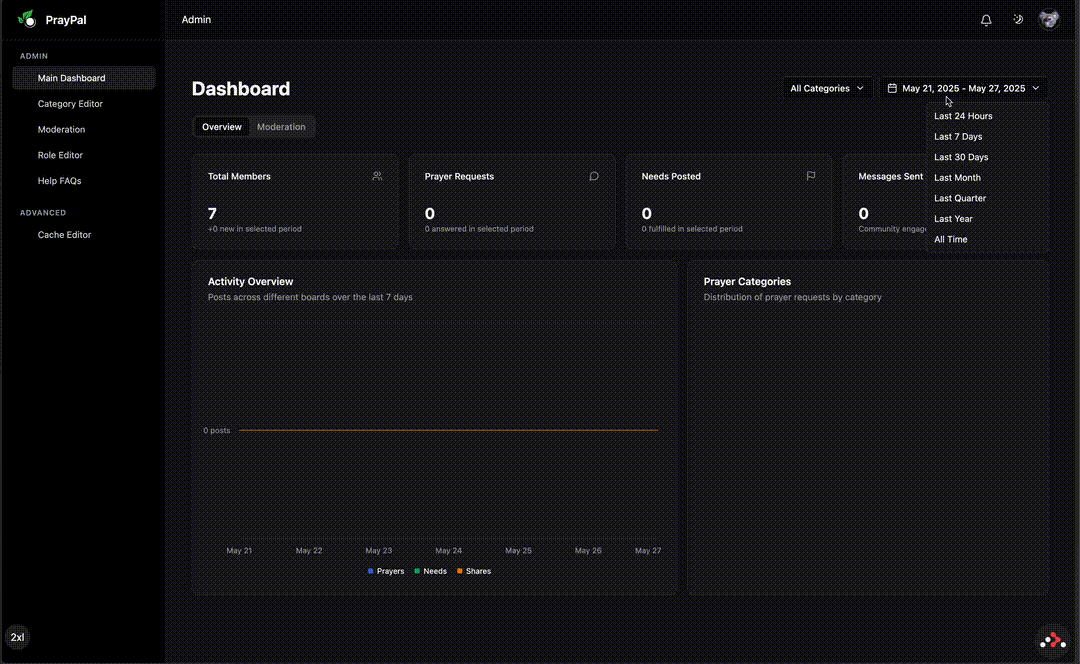 PrayPal
Admin
ADMIN
Main Dashboard
Category Editor
Moderation
Role Editor
Help FAQs
ADVANCED
Cache Editor
Dashboard
All Categories
May 21, 2025 - May 27, 2025
Last 24 Hours
Last 7 Days
Last 30 Days
Last Month
Last Quarter
Last Year
All Time
Overview
Moderation
Total Members
7
+0 new in selected period
Prayer Requests
0
0 answered in selected period
Needs Posted
0
0 fulfilled in selected period
Messages Sent
0
Community engage
Activity Overview
Posts across different boards over the last 7 days
0 posts
May 21 May 22 May 23 May 24 May 25 May 26 May 27
Prayers Needs Shares
Prayer Categories
Distribution of prayer requests by category
2xl